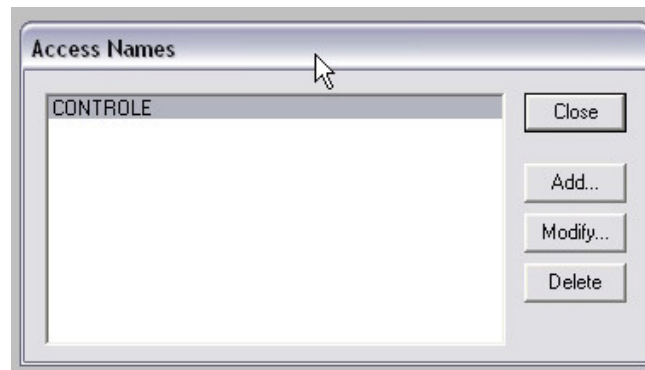 Access Names
CONTROLE
Close
Add...
Modify...
Delete